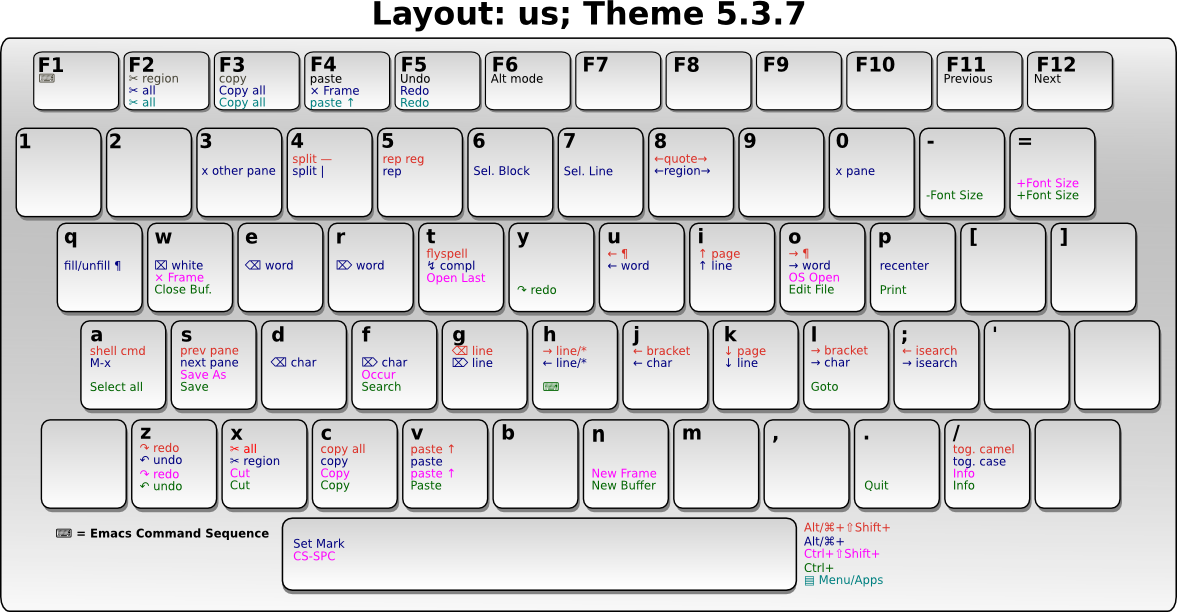 Layout: us; Theme 5.3.7
F1
⌨
F2
✂ region
✂ all
✂ all
F3
copy
Copy all
Copy all
F4
paste
× Frame
paste ↑
F5
Undo
Redo
Redo
F6
Alt mode
F7
F8
F9
F10
F11
Previous
F12
Next
1
2
3
x other pane
4
split —
split |
5
rep reg
rep
6
Sel. Block
7
Sel. Line
8
←quote→
←region→
9
0
x pane
-
-Font Size
=
+Font Size
+Font Size
q
fill/unfill ¶
w
⌧ white
× Frame
Close Buf.
e
⌫ word
r
⌦ word
t
flyspell
↯ compl
Open Last
y
↷ redo
u
← ¶
← word
i
↑ page
↑ line
o
→ ¶
→ word
OS Open
Edit File
p
recenter
Print
[
]
a
shell cmd
M-x
Select all
s
prev pane
next pane
Save As
Save
d
⌫ char
f
⌦ char
Occur
Search
g
⌫ line
⌦ line
h
→ line/*
← line/*
⌨
j
← bracket
← char
k
↓ page
↓ line
l
→ bracket
→ char
Goto
;
← isearch
→ isearch
'
z
↷ redo
↶ undo
↷ redo
↶ undo
x
✂ all
✂ region
Cut
Cut
c
copy all
copy
Copy
Copy
v
paste ↑
paste
paste ↑
Paste
b
n
New Frame
New Buffer
m
,
.
Quit
/
tog. camel
tog. case
Info
Info
⌨ = Emacs Command Sequence
Set Mark
CS-SPC
Alt/⌘+⇧Shift+
Alt/⌘+
Ctrl+⇧Shift+
Ctrl+
▤ Menu/Apps